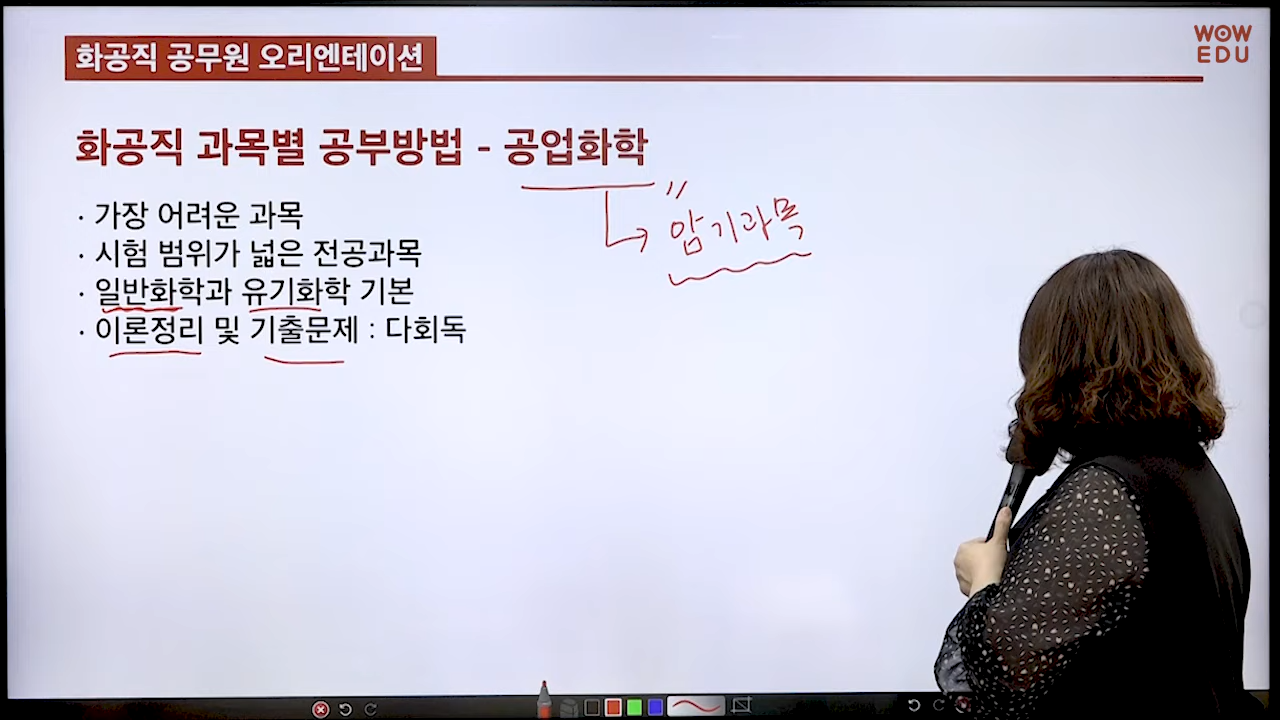 화공직 공무원 오리엔테이션
WOW
EDU
화공직 과목별 공부방법 - 공업화학
· 가장 어려운 과목
암기과목
· 시험 범위가 넓은 전공과목
· 일반화학과 유기화학 기본
· 이론정리 및 기출문제 : 다회독